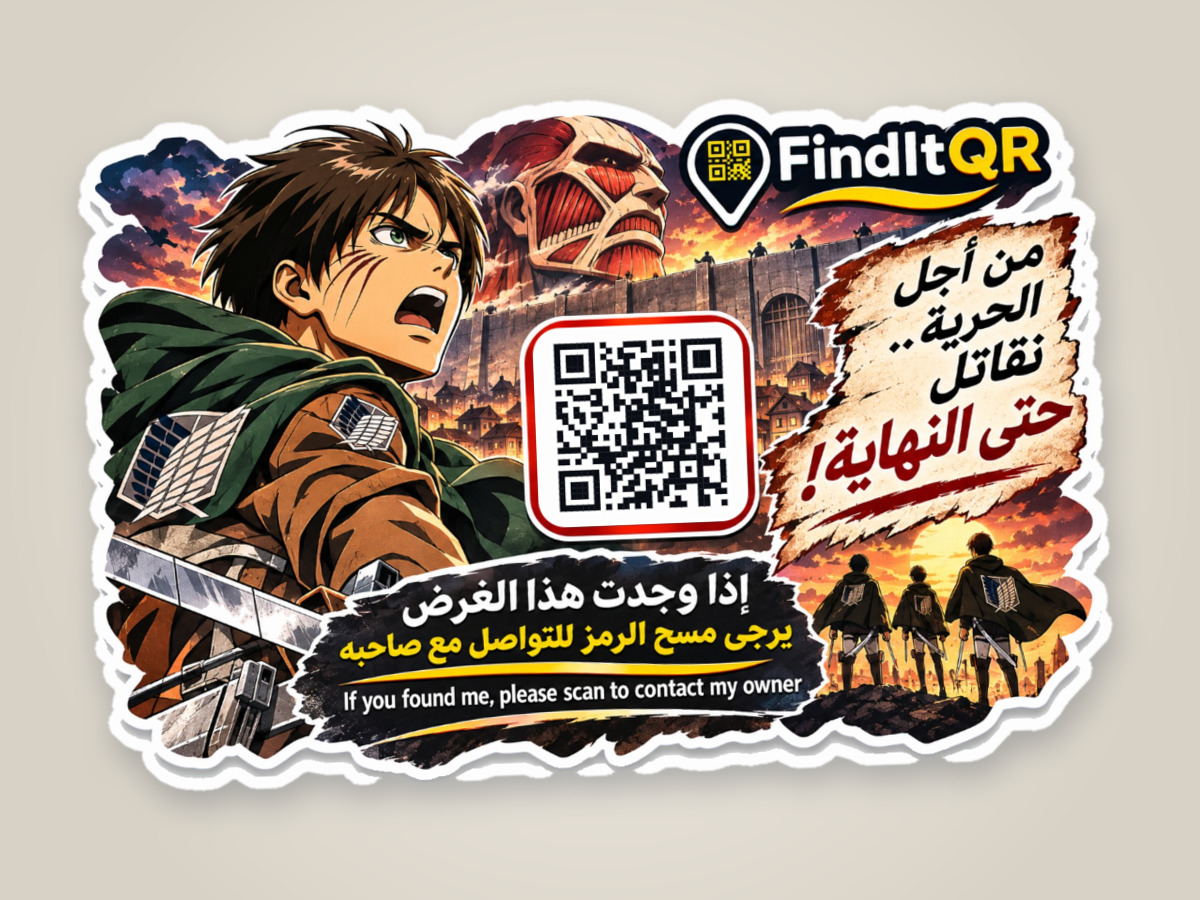 FindItQR
من أجل
الحرية ..
نقاتل
حتى النهاية!
إذا وجدت هذا الغرض
يرجى مسح الرمز للتواصل مع صاحبه
If you found me, please scan to contact my owner